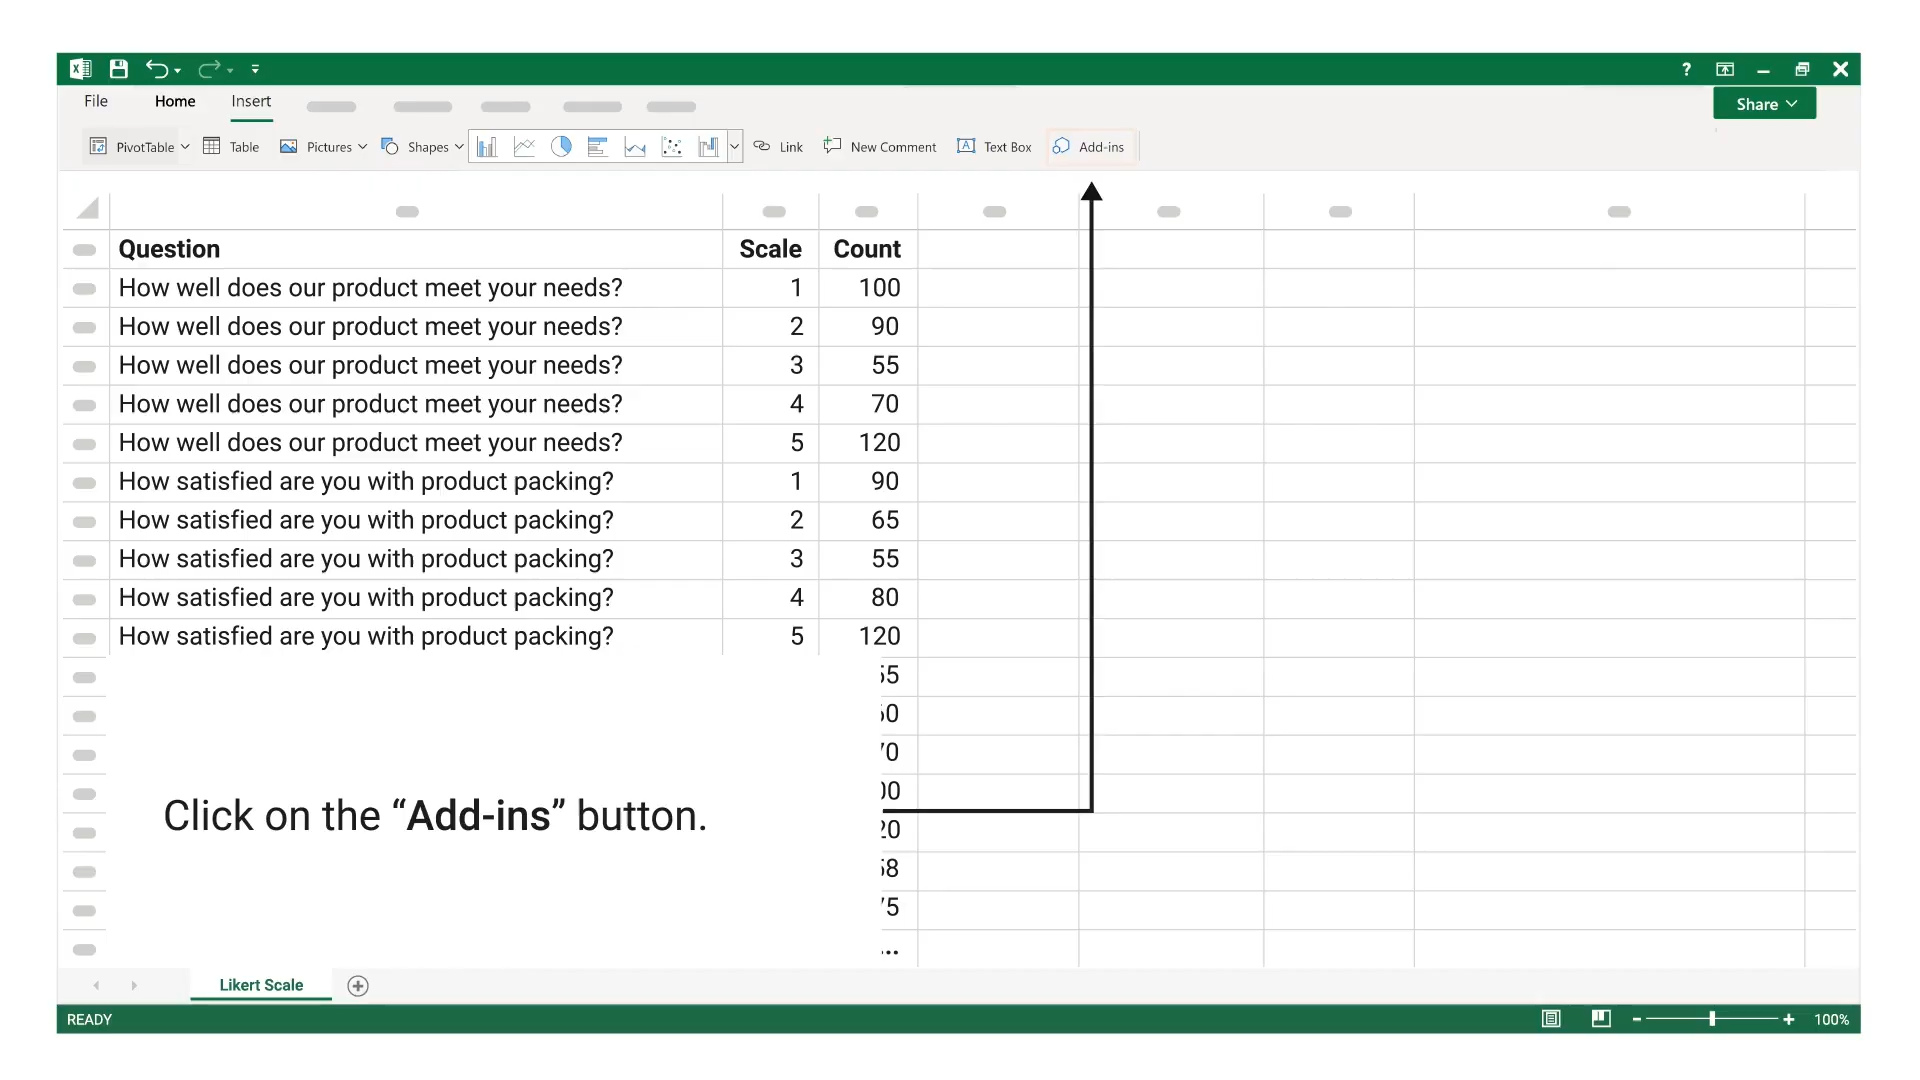 ?
File Home Insert
Share
PivotTable Table Pictures Shapes Link New Comment Text Box Add-ins
Question Scale Count
How well does our product meet your needs? 1 100
How well does our product meet your needs? 2 90
How well does our product meet your needs? 3 55
How well does our product meet your needs? 4 70
How well does our product meet your needs? 5 120
How satisfied are you with product packing? 1 90
How satisfied are you with product packing? 2 65
How satisfied are you with product packing? 3 55
How satisfied are you with product packing? 4 80
How satisfied are you with product packing? 5 120
Click on the “Add-ins” button.
...
Likert Scale
READY
100%